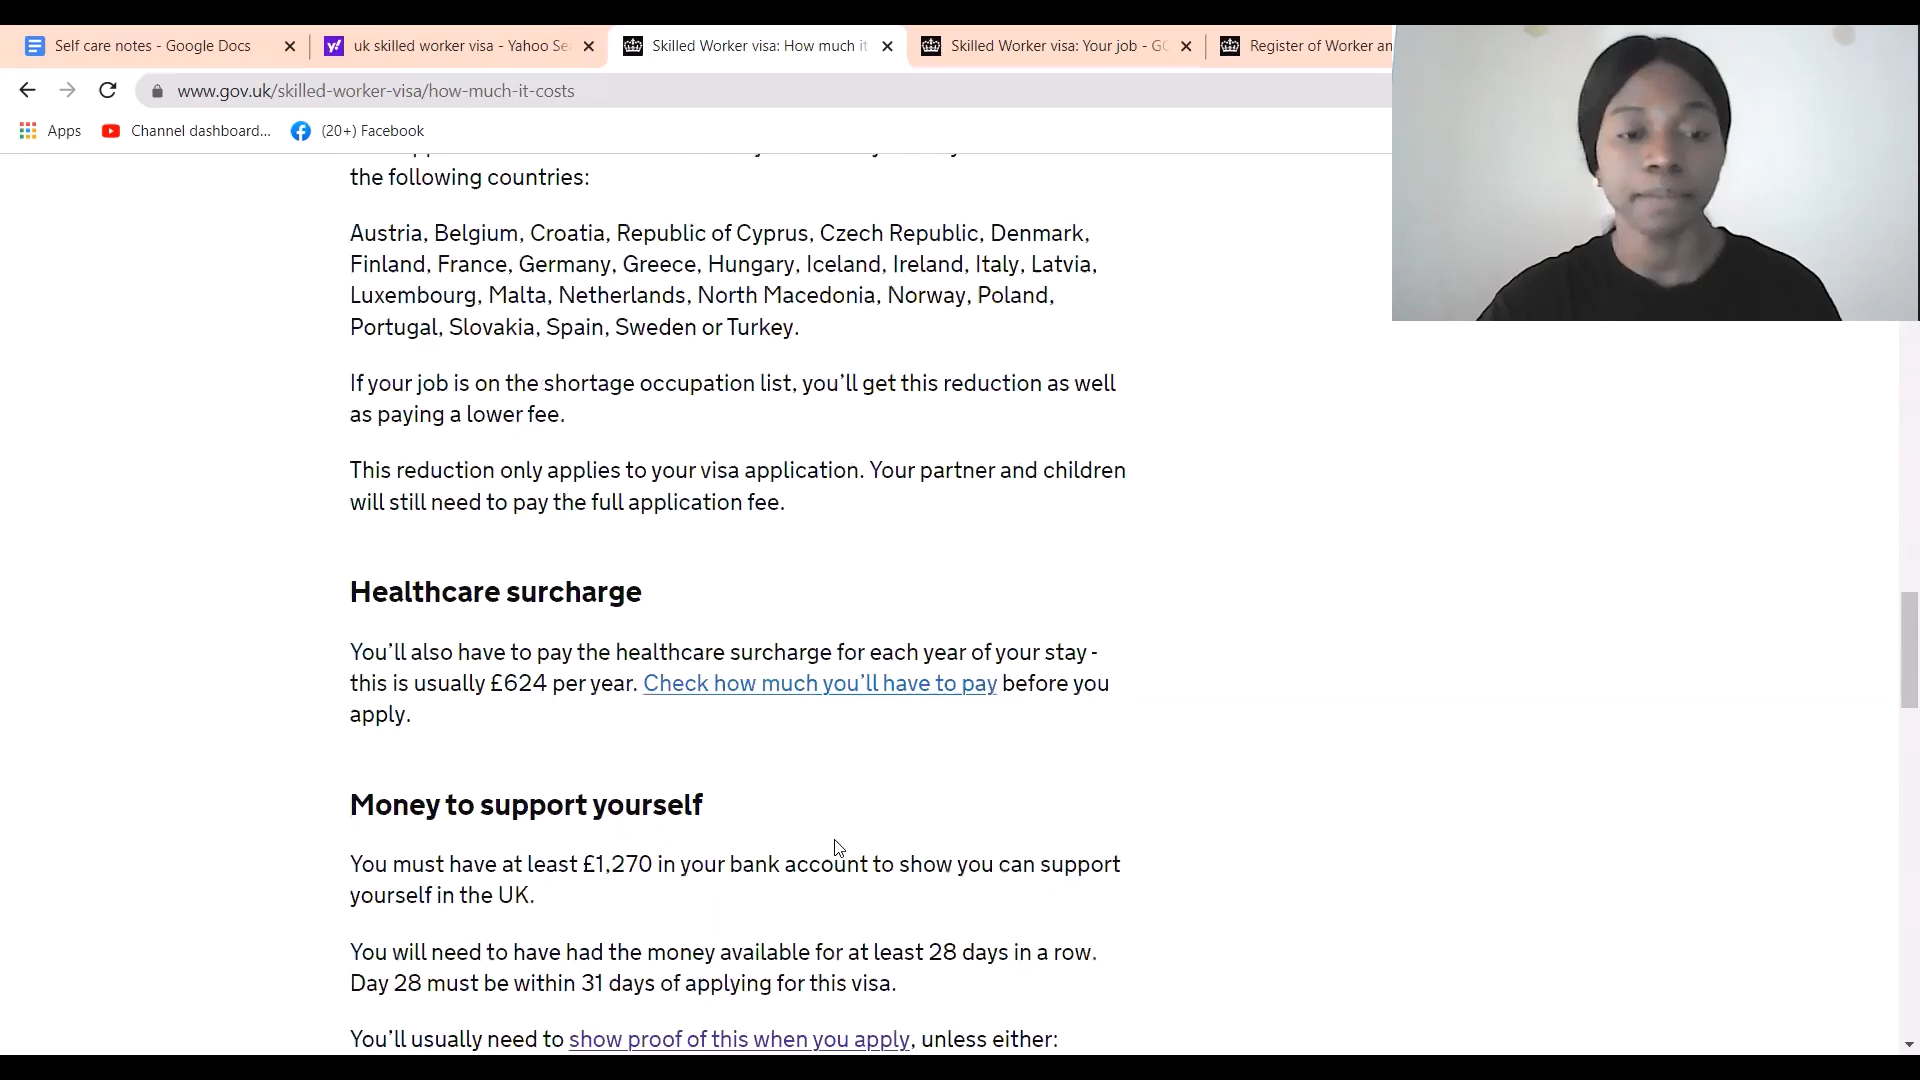 Self care notes - Google Docs
uk skilled worker visa - Yahoo Se
Skilled Worker visa: How much it
Skilled Worker visa: Your job - GO
Register of Worker an
www.gov.uk/skilled-worker-visa/how-much-it-costs
Apps
Channel dashboard...
(20+) Facebook
the following countries:
Austria, Belgium, Croatia, Republic of Cyprus, Czech Republic, Denmark,
Finland, France, Germany, Greece, Hungary, Iceland, Ireland, Italy, Latvia,
Luxembourg, Malta, Netherlands, North Macedonia, Norway, Poland,
Portugal, Slovakia, Spain, Sweden or Turkey.
If your job is on the shortage occupation list, you’ll get this reduction as well
as paying a lower fee.
This reduction only applies to your visa application. Your partner and children
will still need to pay the full application fee.
Healthcare surcharge
You’ll also have to pay the healthcare surcharge for each year of your stay -
this is usually £624 per year. Check how much you’ll have to pay before you
apply.
Money to support yourself
You must have at least £1,270 in your bank account to show you can support
yourself in the UK.
You will need to have had the money available for at least 28 days in a row.
Day 28 must be within 31 days of applying for this visa.
You’ll usually need to show proof of this when you apply, unless either: